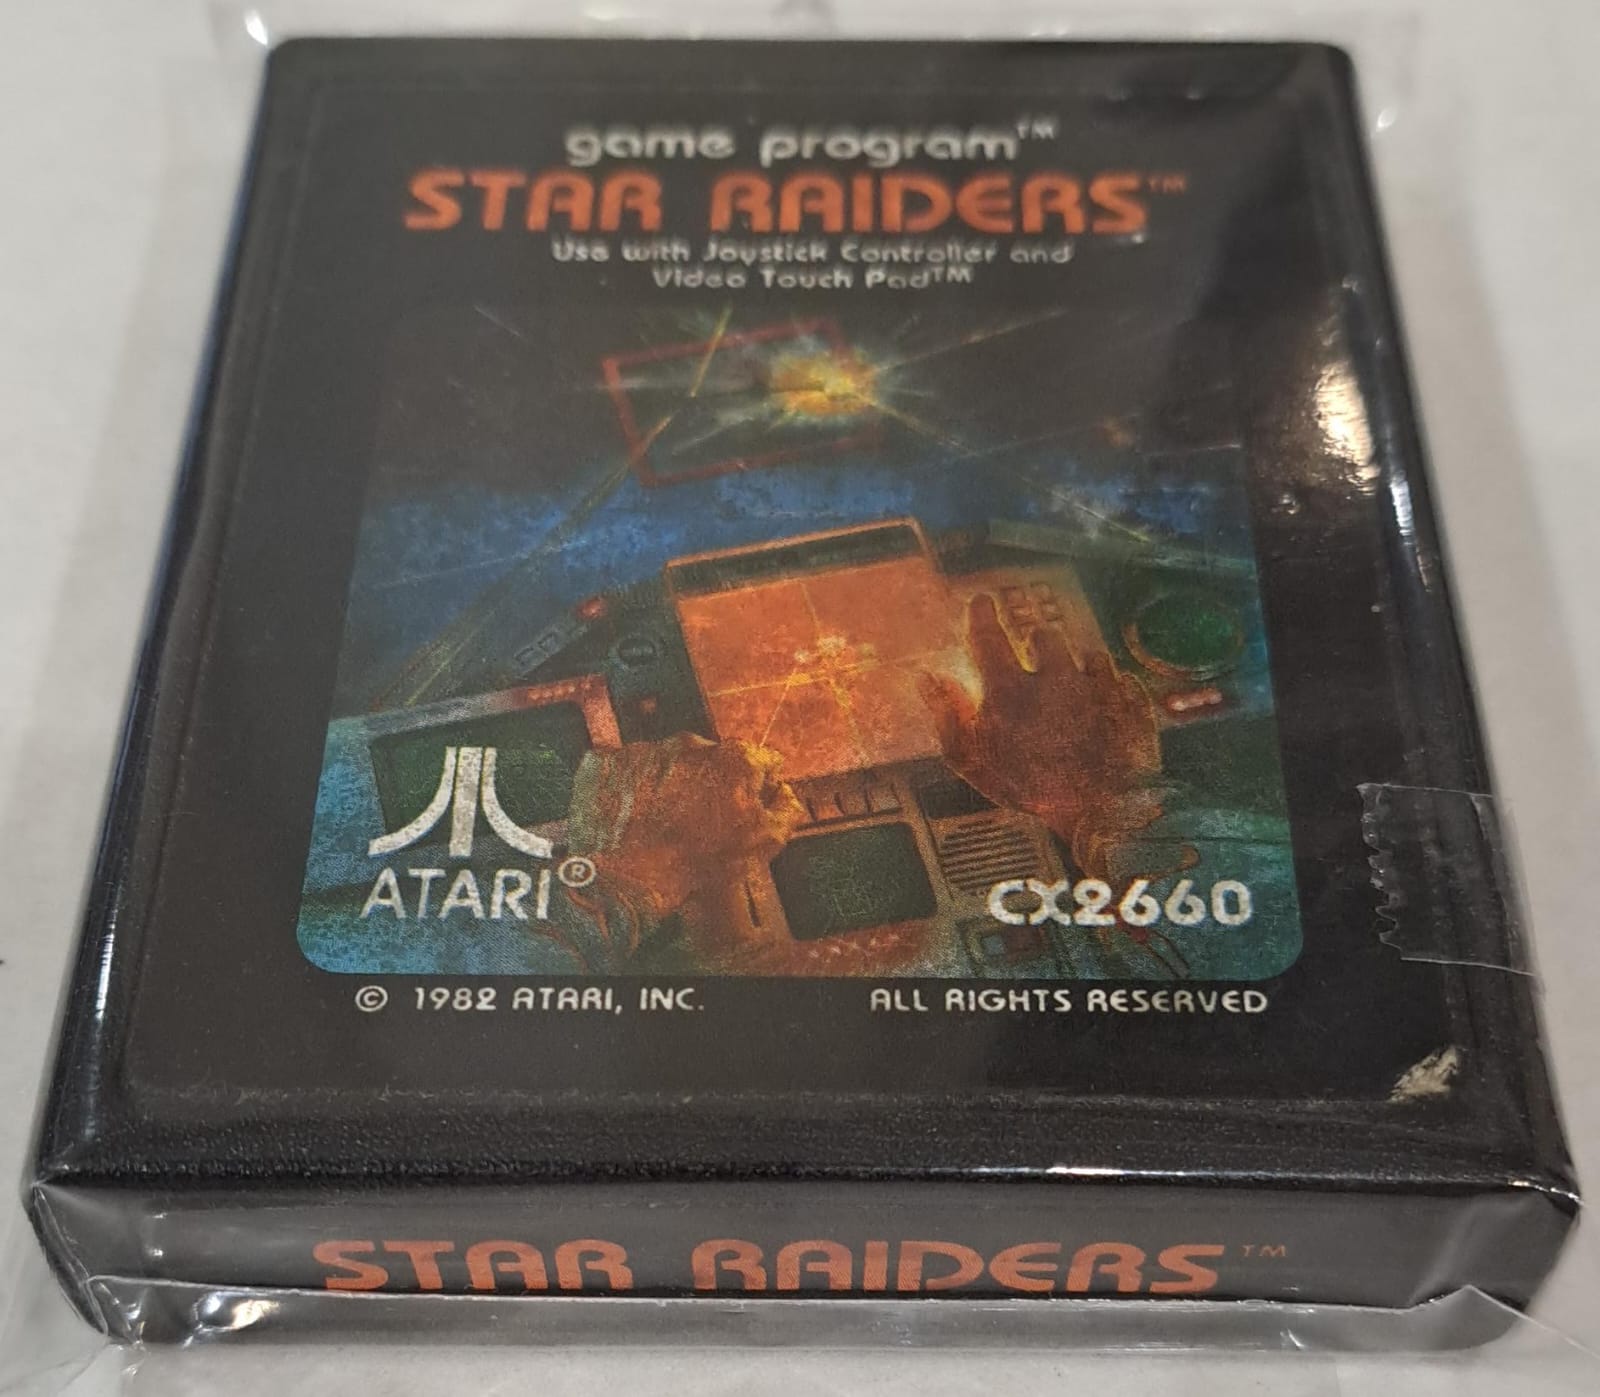 game program™
STAR RAIDERS™
Use with Joystick Controller and
Video Touch Pad™
ATARI®
CX2660
© 1982 ATARI, INC. ALL RIGHTS RESERVED
STAR RAIDERS™